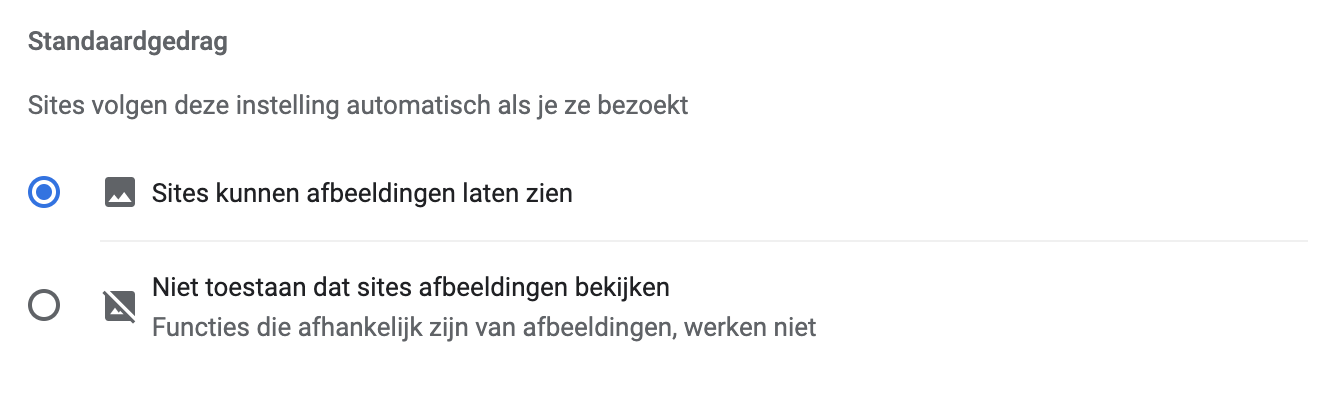 Standaardgedrag
Sites volgen deze instelling automatisch als je ze bezoekt
Sites kunnen afbeeldingen laten zien
Niet toestaan dat sites afbeeldingen bekijken
Functies die afhankelijk zijn van afbeeldingen, werken niet